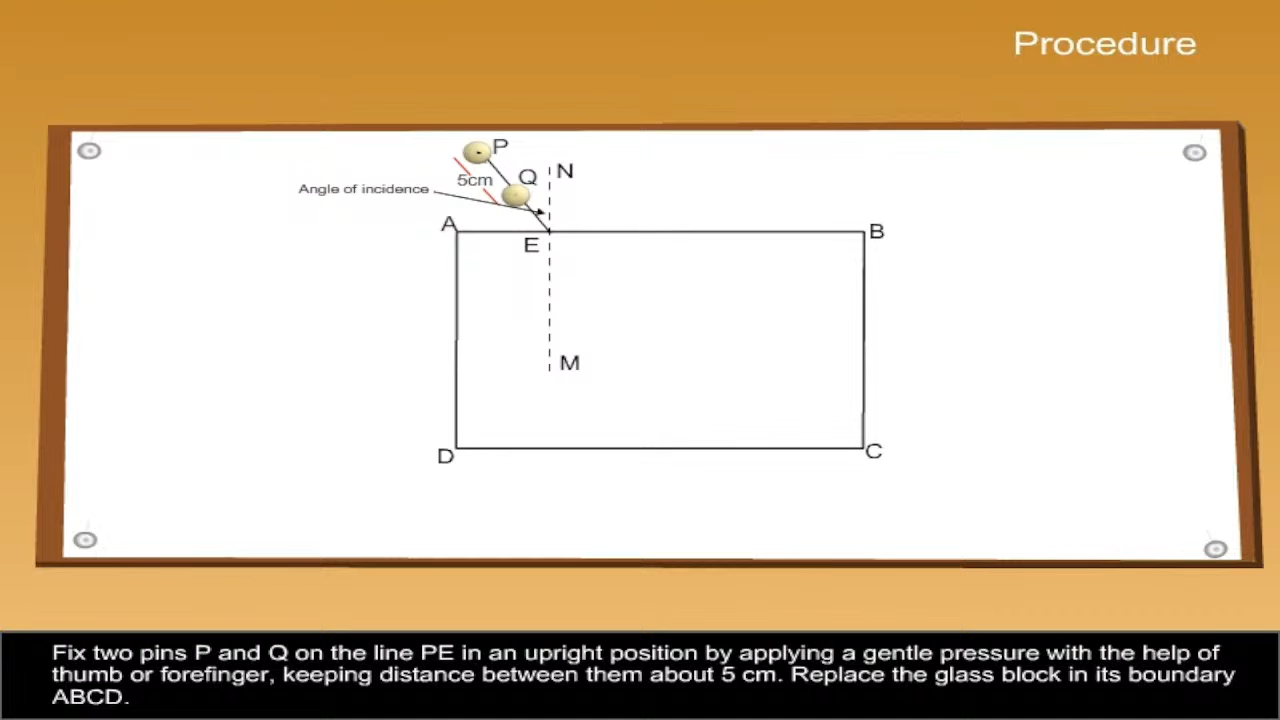 Procedure
P
N
Q
5cm
Angle of incidence
A
B
E
M
D
C
Fix two pins P and Q on the line PE in an upright position by applying a gentle pressure with the help of
thumb or forefinger, keeping distance between them about 5 cm. Replace the glass block in its boundary
ABCD.